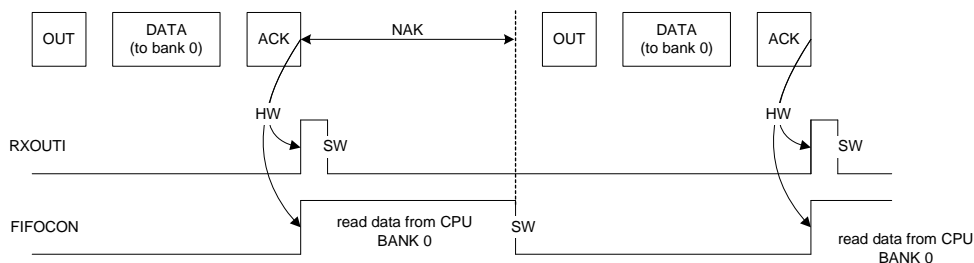 OUT
DATA
(to bank 0)
ACK
NAK
OUT
DATA
(to bank 0)
ACK
HW
HW
RXOUTI
SW
SW
FIFOCON
read data from CPU
BANK 0
SW
read data from CPU
BANK 0